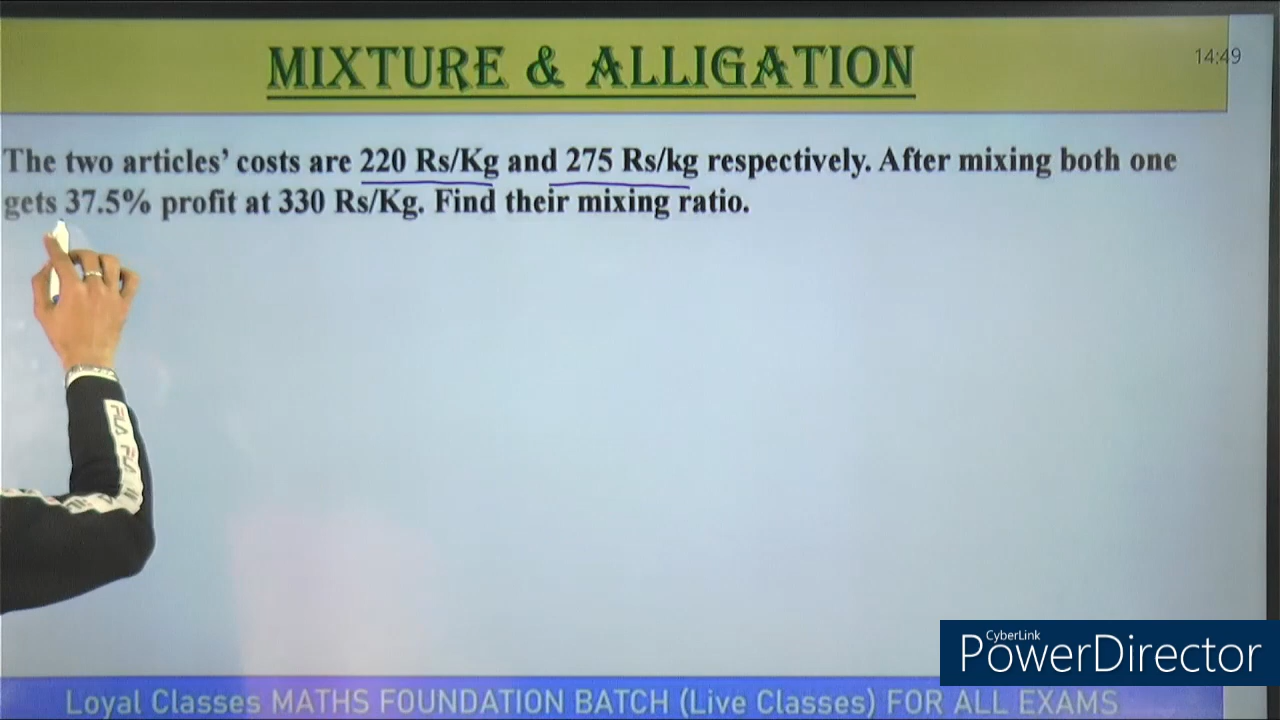 MIXTURE & ALLIGATION
14:49
The two articles' costs are 220 Rs/Kg and 275 Rs/kg respectively. After mixing both one
gets 37.5% profit at 330 Rs/Kg. Find their mixing ratio.
FILA FILA
CyberLink
PowerDirector
Loyal Classes MATHS FOUNDATION BATCH (Live Classes) FOR ALL EXAMS